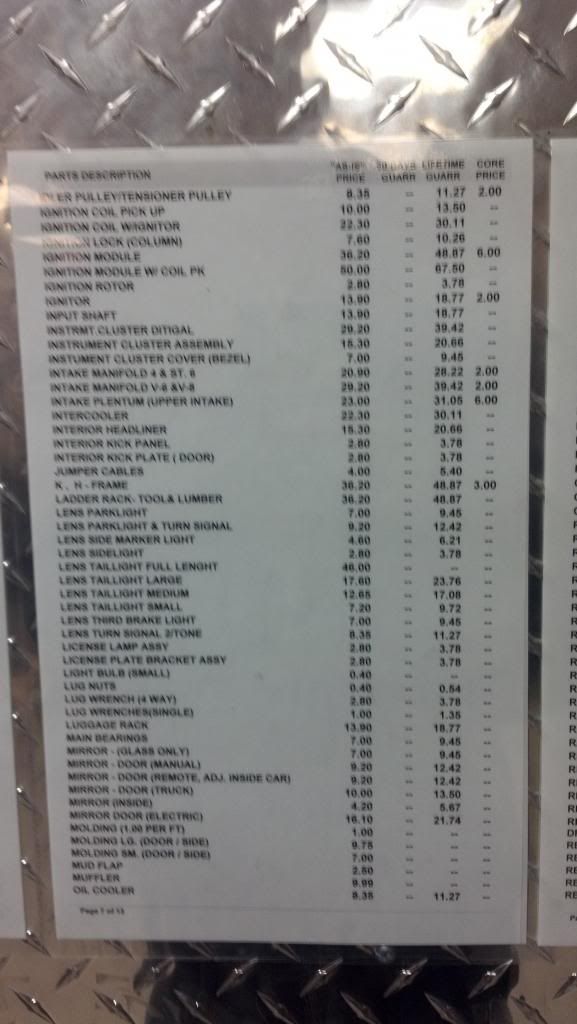 PARTS DESCRIPTION "AS-IS" PRICE 90 DAYS GUARR LIFETIME GUARR CORE PRICE
IDLER PULLEY/TENSIONER PULLEY 8.35 -- 11.27 2.00
IGNITION COIL PICK UP 10.00 -- 13.50 --
IGNITION COIL W/IGNITOR 22.30 -- 30.11 --
IGNITION LOCK (COLUMN) 7.60 -- 10.26 --
IGNITION MODULE 36.20 -- 48.87 6.00
IGNITION MODULE W/ COIL PK 50.00 -- 67.50 --
IGNITION ROTOR 2.80 -- 3.78 --
IGNITOR 13.90 -- 18.77 2.00
INPUT SHAFT 13.90 -- 18.77 --
INSTRMT.CLUSTER DITIGAL 29.20 -- 39.42 --
INSTRUMENT CLUSTER ASSEMBLY 15.30 -- 20.66 --
INSTUMENT CLUSTER COVER (BEZEL) 7.00 -- 9.45 --
INTAKE MANIFOLD 4 & ST. 6 20.90 -- 28.22 2.00
INTAKE MANIFOLD V-6 &V-8 29.20 -- 39.42 2.00
INTAKE PLENTUM (UPPER INTAKE) 23.00 -- 31.05 6.00
INTERCOOLER 22.30 -- 30.11 --
INTERIOR HEADLINER 15.30 -- 20.66 --
INTERIOR KICK PANEL 2.80 -- 3.78 --
INTERIOR KICK PLATE ( DOOR) 2.80 -- 3.78 --
JUMPER CABLES 4.00 -- 5.40 --
K , H - FRAME 36.20 -- 48.87 3.00
LADDER RACK- TOOL& LUMBER 36.20 -- 48.87 --
LENS PARKLIGHT 7.00 -- 9.45 --
LENS PARKLIGHT & TURN SIGNAL 9.20 -- 12.42 --
LENS SIDE MARKER LIGHT 4.60 -- 6.21 --
LENS SIDELIGHT 2.80 -- 3.78 --
LENS TAILLIGHT FULL LENGHT 46.00 -- -- --
LENS TAILLIGHT LARGE 17.60 -- 23.76 --
LENS TAILLIGHT MEDIUM 12.65 -- 17.08 --
LENS TAILLIGHT SMALL 7.20 -- 9.72 --
LENS THIRD BRAKE LIGHT 7.00 -- 9.45 --
LENS TURN SIGNAL 2/TONE 8.35 -- 11.27 --
LICENSE LAMP ASSY 2.80 -- 3.78 --
LICENSE PLATE BRACKET ASSY 2.80 -- 3.78 --
LIGHT BULB (SMALL) 0.40 -- -- --
LUG NUTS 0.40 -- 0.54 --
LUG WRENCH (4 WAY) 2.80 -- 3.78 --
LUG WRENCHES(SINGLE) 1.00 -- 1.35 --
LUGGAGE RACK 13.90 -- 18.77 --
MAIN BEARINGS 7.00 -- 9.45 --
MIRROR - (GLASS ONLY) 7.00 -- 9.45 --
MIRROR - DOOR (MANUAL) 9.20 -- 12.42 --
MIRROR - DOOR (REMOTE, ADJ. INSIDE CAR) 9.20 -- 12.42 --
MIRROR - DOOR (TRUCK) 10.00 -- 13.50 --
MIRROR (INSIDE) 4.20 -- 5.67 --
MIRROR DOOR (ELECTRIC) 16.10 -- 21.74 --
MOLDING (1.00 PER FT) 1.00 -- -- --
MOLDING LG. (DOOR / SIDE) 9.75 -- -- --
MOLDING SM. (DOOR / SIDE) 7.00 -- -- --
MUD FLAP 2.50 -- -- --
MUFFLER 9.99 -- -- --
OIL COOLER 8.35 -- 11.27 --
Page 7 of 13